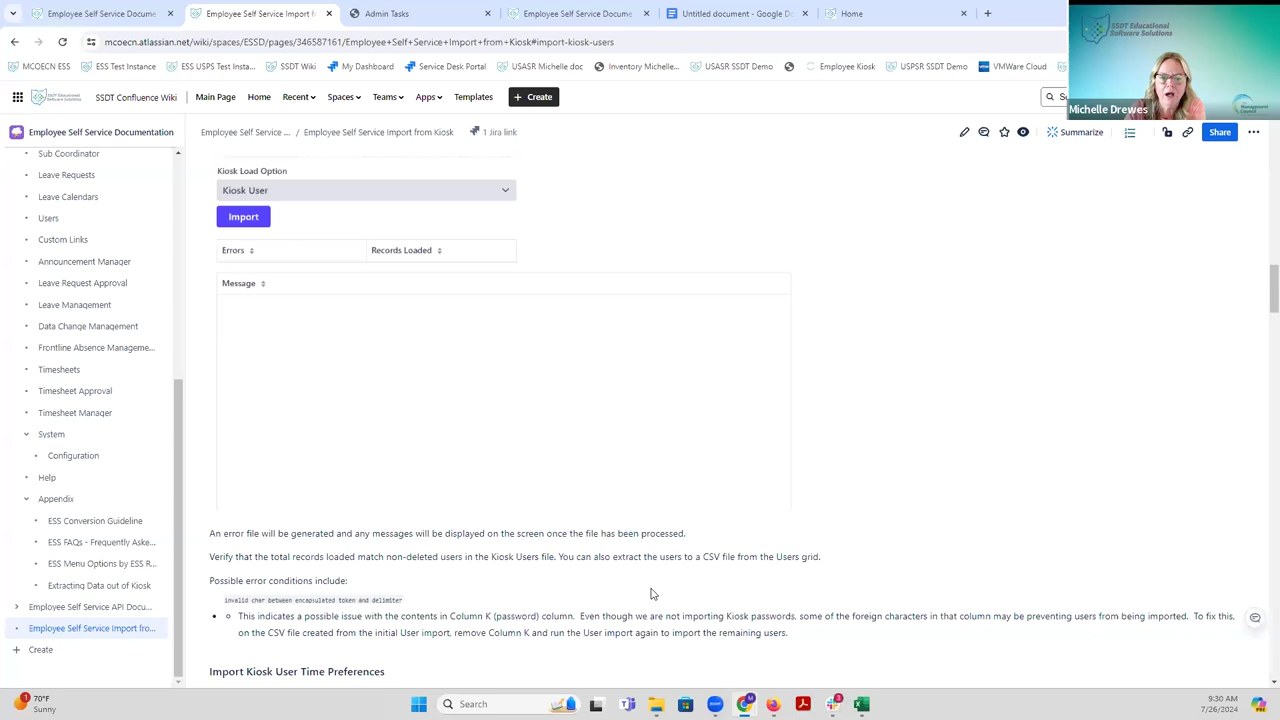 Employee Self Service Docume
Employee Self Service Import f
Admin Tasks
Employee Self Service Docume
Untitled document - Google D
Home
mcoecn.atlassian.net/wiki/spaces/ESSD/pages/346587161/Employee+Self+Service+Import+from+Kiosk#import-kiosk-users
MCOECN ESS
ESS Test Instance
ESS USPS Test Insta...
SSDT Wiki
My Dashboard
Service Desk Portal
USASR Michelle doc
Inventory Michelle...
USASR SSDT Demo
Employee Kiosk
USPSR SSDT Demo
VMWare Cloud
SSDT Educational
Software Solutions
Management
Council
Michelle Drewes
SSDT Confluence Wiki
Main Page
Home
Recent
Spaces
Teams
Apps
Templates
+ Create
Employee Self Service Documentation
Employee Self Service ... / Employee Self Service Import from Kiosk
1 Jira link
Summarize
Share
Sub Coordinator
Leave Requests
Leave Calendars
Users
Custom Links
Announcement Manager
Leave Request Approval
Leave Management
Data Change Management
Frontline Absence Manageme...
Timesheets
Timesheet Approval
Timesheet Manager
System
Configuration
Help
Appendix
ESS Conversion Guideline
ESS FAQs - Frequently Aske...
ESS Menu Options by ESS R...
Extracting Data out of Kiosk
Employee Self Service API Docu...
Employee Self Service Import fro...
Create
Kiosk Load Option
Kiosk User
Import
Errors
Records Loaded
Message
An error file will be generated and any messages will be displayed on the screen once the file has been processed.
Verify that the total records loaded match non-deleted users in the Kiosk Users file. You can also extract the users to a CSV file from the Users grid.
Possible error conditions include:
invalid char between encapsulated token and delimiter
This indicates a possible issue with the contents in Column K (password) column. Even though we are not importing Kiosk passwords, some of the foreign characters in that column may be preventing users from being imported. To fix this,
on the CSV file created from the initial User import, remove Column K and run the User import again to import the remaining users.
Import Kiosk User Time Preferences
1
70°F
Sunny
Search
3
9:30 AM
7/26/2024